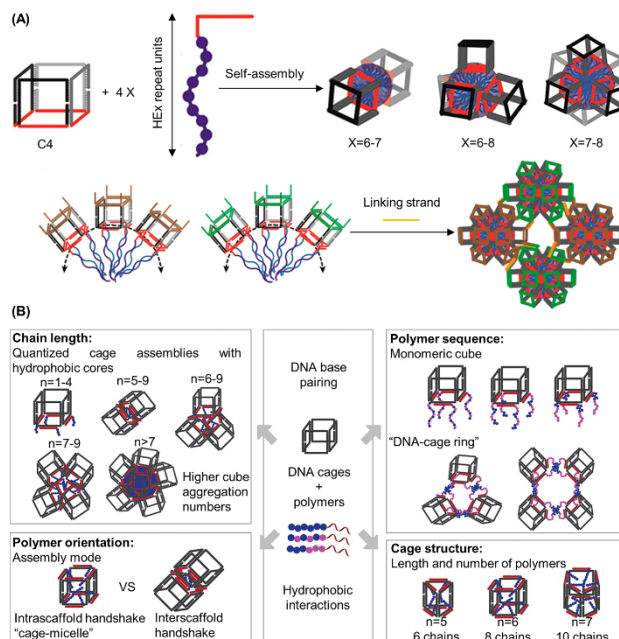 (A)
HEx repeat units
+ 4 X
Self-assembly
C4
X=6-7
X=6-8
X=7-8
Linking strand
(B)
Chain length:
Quantized cage assemblies with
hydrophobic cores
n=1-4
n=5-9
n=6-9
n=7-9
n>7
Higher cube
aggregation
numbers
DNA base
pairing
DNA cages
+
polymers
Hydrophobic
interactions
Polymer sequence:
Monomeric cube
"DNA-cage ring"
Polymer orientation:
Assembly mode
VS
Intrascaffold handshake
"cage-micelle"
Interscaffold
handshake
Cage structure:
Length and number of polymers
n=5
n=6
n=7
6 chains
8 chains
10 chains